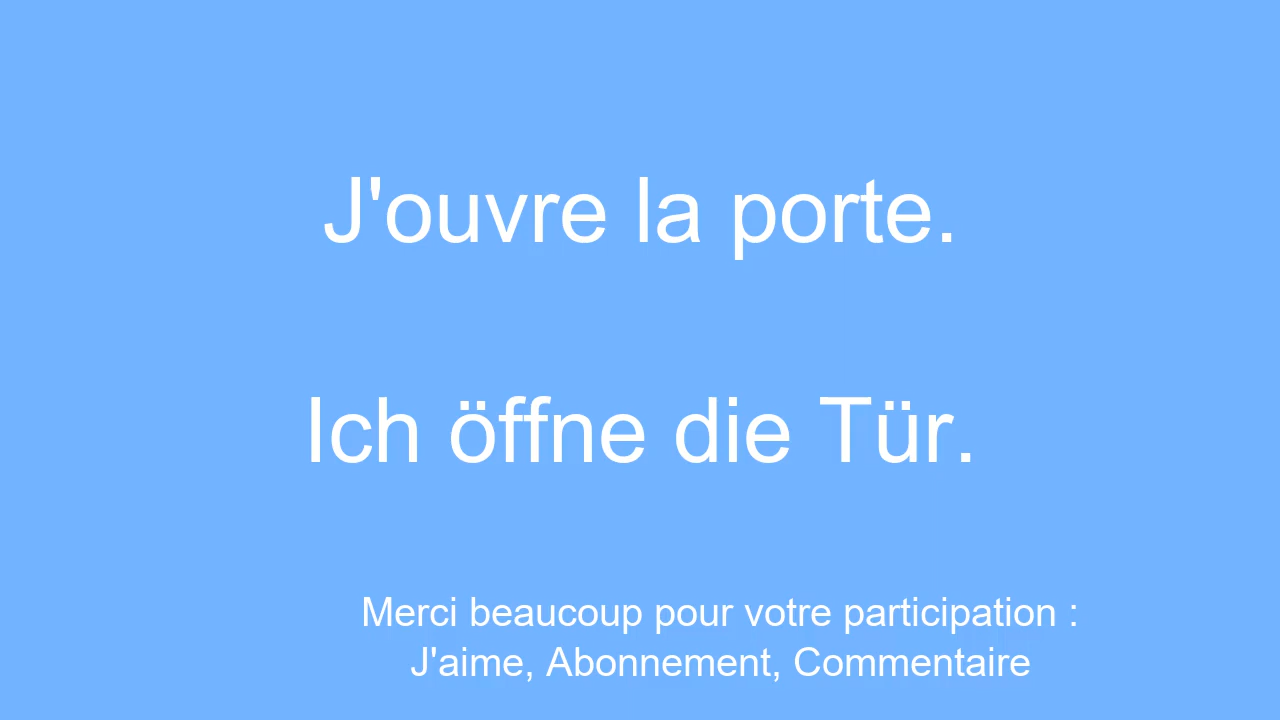 J'ouvre la porte.
Ich öffne die Tür.
Merci beaucoup pour votre participation :
J'aime, Abonnement, Commentaire